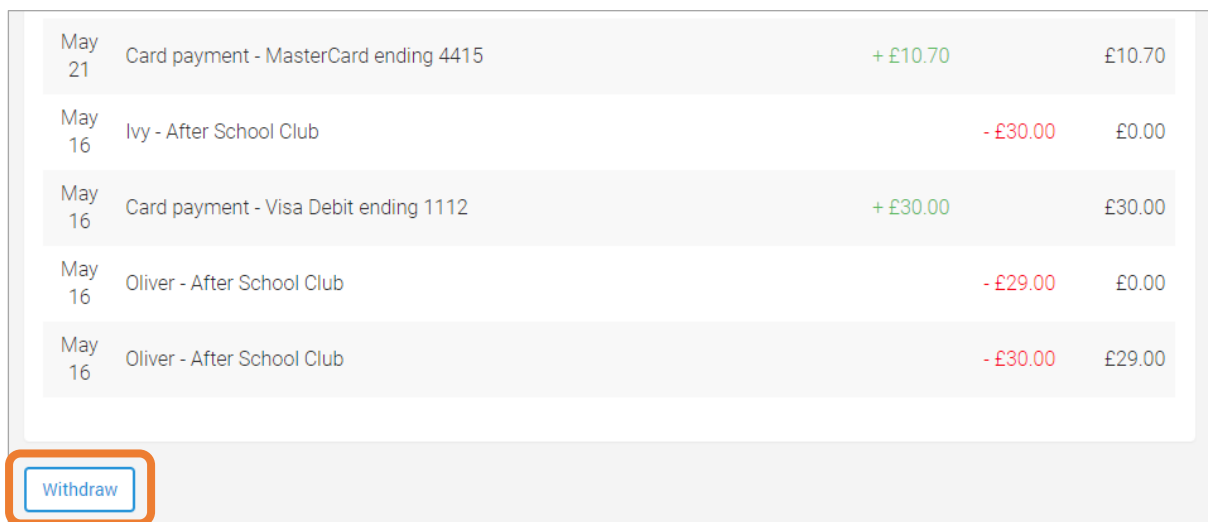 May 21 Card payment - MasterCard ending 4415 + £10.70 £10.70
May 16 Ivy - After School Club - £30.00 £0.00
May 16 Card payment - Visa Debit ending 1112 + £30.00 £30.00
May 16 Oliver - After School Club - £29.00 £0.00
May 16 Oliver - After School Club - £30.00 £29.00
Withdraw